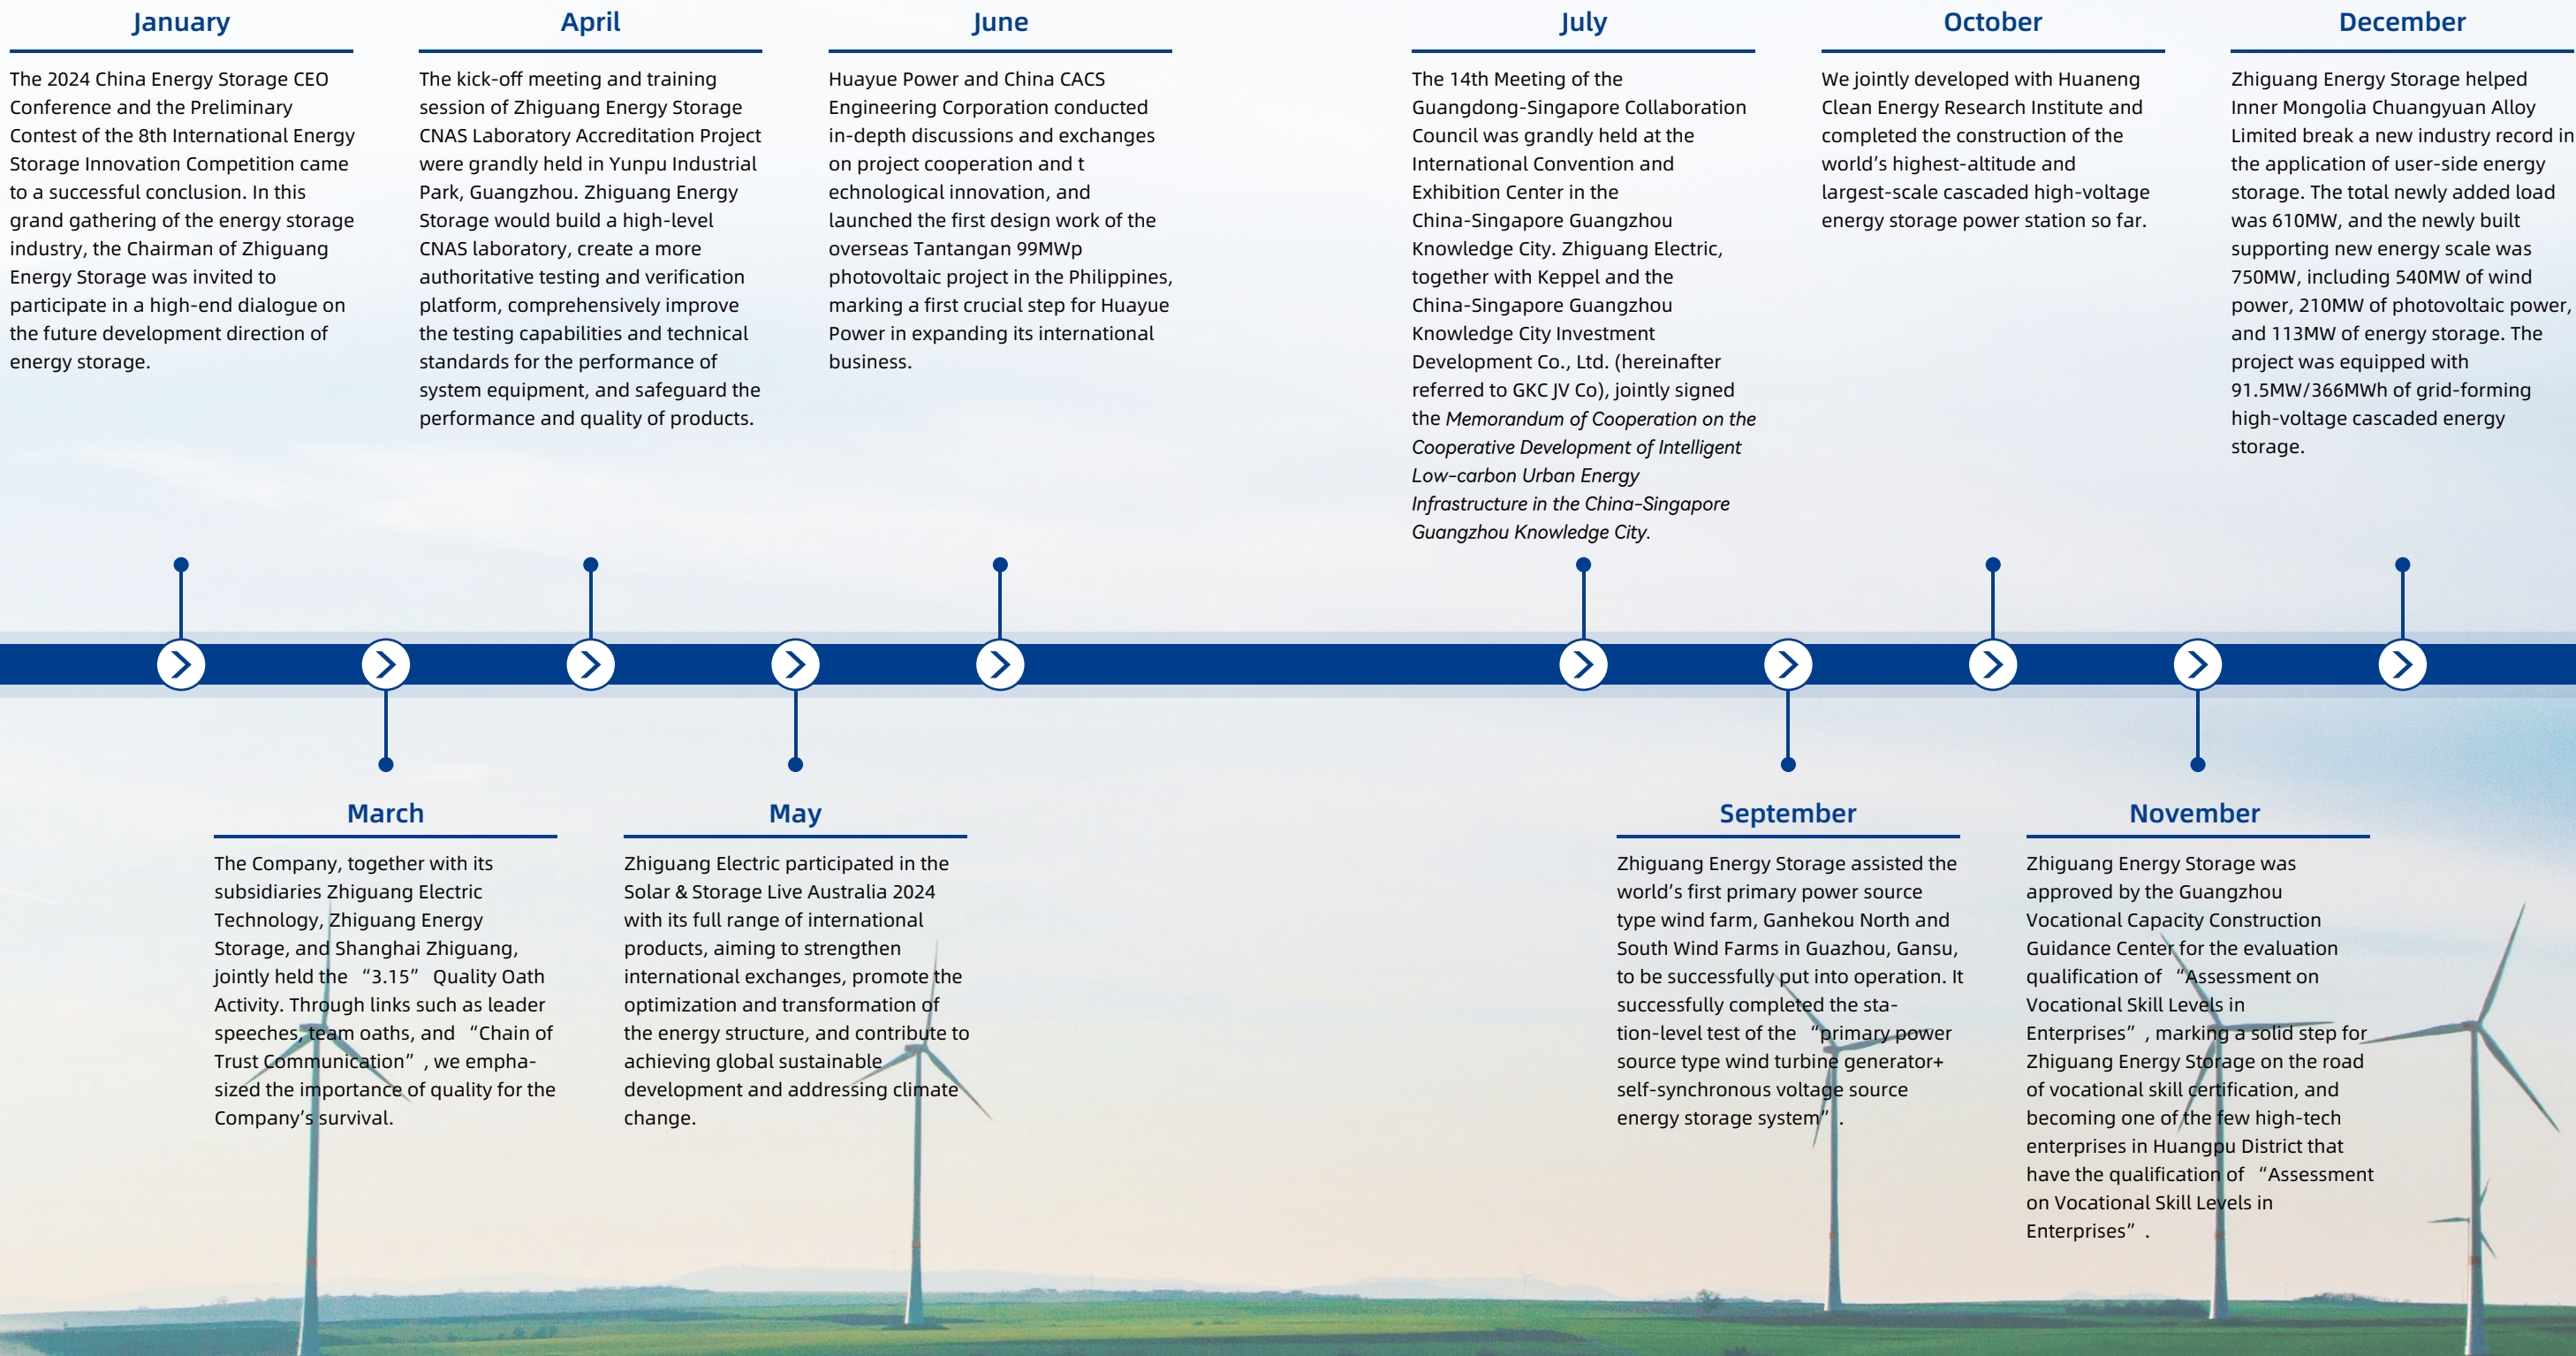 January
The 2024 China Energy Storage CEO
Conference and the Preliminary
Contest of the 8th International Energy
Storage Innovation Competition came
to a successful conclusion. In this
grand gathering of the energy storage
industry, the Chairman of Zhiguang
Energy Storage was invited to
participate in a high-end dialogue on
the future development direction of
energy storage.
April
The kick-off meeting and training
session of Zhiguang Energy Storage
CNAS Laboratory Accreditation Project
were grandly held in Yunpu Industrial
Park, Guangzhou. Zhiguang Energy
Storage would build a high-level
CNAS laboratory, create a more
authoritative testing and verification
platform, comprehensively improve
the testing capabilities and technical
standards for the performance of
system equipment, and safeguard the
performance and quality of products.
June
Huayue Power and China CACS
Engineering Corporation conducted
in-depth discussions and exchanges
on project cooperation and t
echnological innovation, and
launched the first design work of the
overseas Tantangan 99MWp
photovoltaic project in the Philippines,
marking a first crucial step for Huayue
Power in expanding its international
business.
July
The 14th Meeting of the
Guangdong-Singapore Collaboration
Council was grandly held at the
International Convention and
Exhibition Center in the
China-Singapore Guangzhou
Knowledge City. Zhiguang Electric,
together with Keppel and the
China-Singapore Guangzhou
Knowledge City Investment
Development Co., Ltd. (hereinafter
referred to GKC JV Co), jointly signed
the Memorandum of Cooperation on the
Cooperative Development of Intelligent
Low-carbon Urban Energy
Infrastructure in the China-Singapore
Guangzhou Knowledge City.
October
We jointly developed with Huaneng
Clean Energy Research Institute and
completed the construction of the
world's highest-altitude and
largest-scale cascaded high-voltage
energy storage power station so far.
December
Zhiguang Energy Storage helped
Inner Mongolia Chuangyuan Alloy
Limited break a new industry record in
the application of user-side energy
storage. The total newly added load
was 610MW, and the newly built
supporting new energy scale was
750MW, including 540MW of wind
power, 210MW of photovoltaic power,
and 113MW of energy storage. The
project was equipped with
91.5MW/366MWh of grid-forming
high-voltage cascaded energy
storage.
March
The Company, together with its
subsidiaries Zhiguang Electric
Technology, Zhiguang Energy
Storage, and Shanghai Zhiguang,
jointly held the “3.15” Quality Oath
Activity. Through links such as leader
speeches, team oaths, and “Chain of
Trust Communication”, we empha-
sized the importance of quality for the
Company's survival.
May
Zhiguang Electric participated in the
Solar & Storage Live Australia 2024
with its full range of international
products, aiming to strengthen
international exchanges, promote the
optimization and transformation of
the energy structure, and contribute to
achieving global sustainable
development and addressing climate
change.
September
Zhiguang Energy Storage assisted the
world's first primary power source
type wind farm, Ganhekou North and
South Wind Farms in Guazhou, Gansu,
to be successfully put into operation. It
successfully completed the sta-
tion-level test of the “primary power
source type wind turbine generator+
self-synchronous voltage source
energy storage system”.
November
Zhiguang Energy Storage was
approved by the Guangzhou
Vocational Capacity Construction
Guidance Center for the evaluation
qualification of “Assessment on
Vocational Skill Levels in
Enterprises”, marking a solid step for
Zhiguang Energy Storage on the road
of vocational skill certification, and
becoming one of the few high-tech
enterprises in Huangpu District that
have the qualification of “Assessment
on Vocational Skill Levels in
Enterprises”.